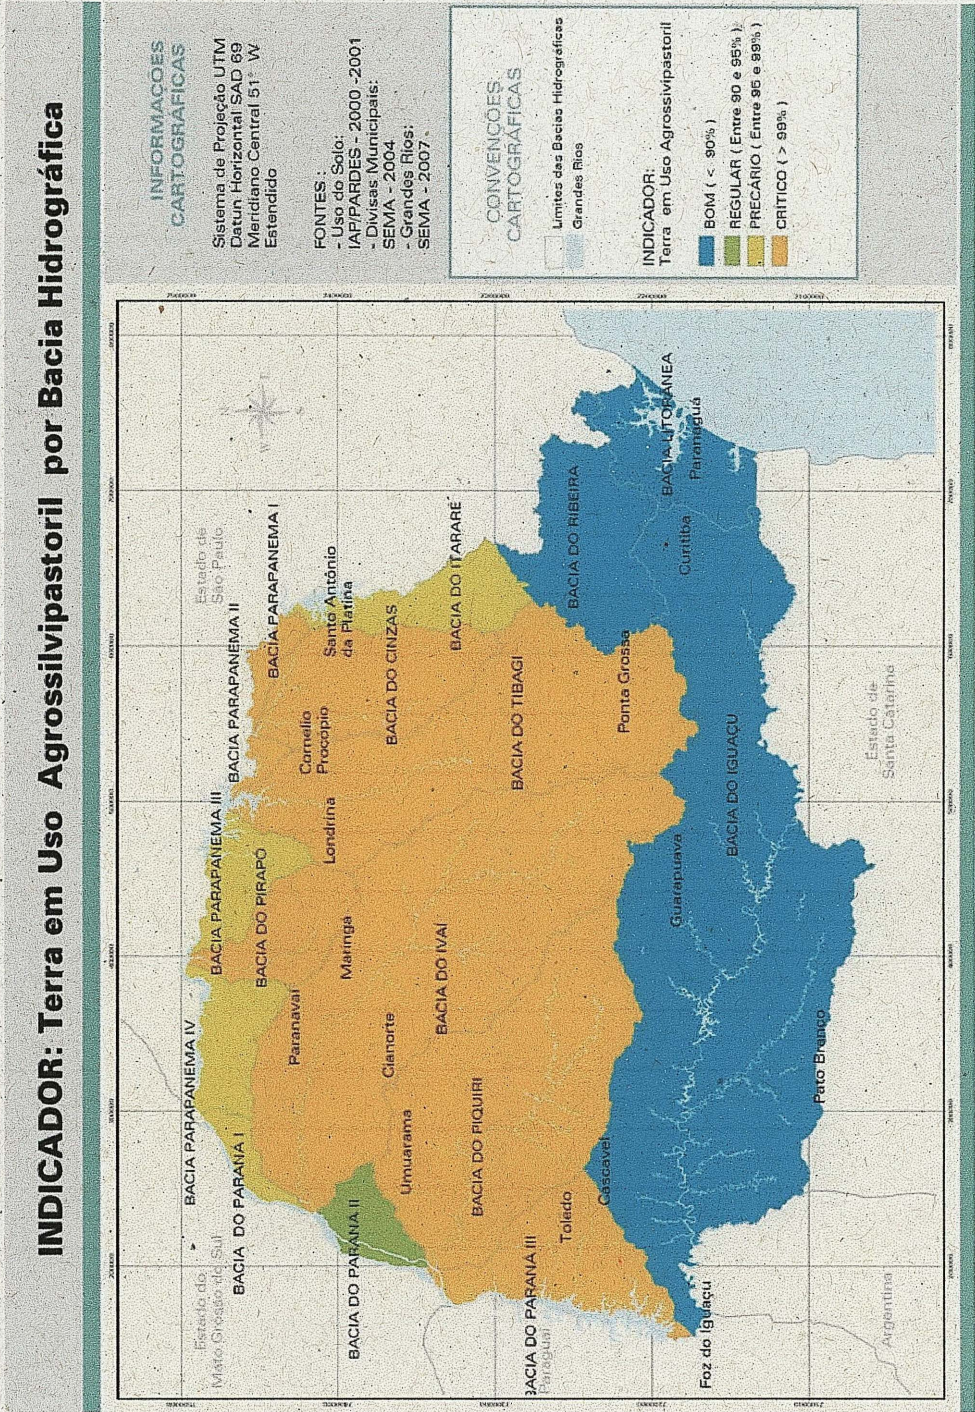 INDICADOR: Terra em Uso Agrossilvipastoril por Bacia Hidrográfica
INFORMAÇÕES
CARTOGRÁFICAS
Sistema de Projeção UTM
Datun Horizontal SAD 69
Meridiano Central 51° W
Estendido
FONTES :
- Uso do Solo:
IAP/PARDES - 2000 -2001
- Divisas Municipais:
SEMA - 2004
- Grandes Rios:
SEMA - 2007.
CONVENÇÕES
CARTOGRÁFICAS
Limites das Bacias Hidrográficas
Grandes Rios
INDICADOR:
Terra em Uso Agrossivipastoril
BOM ( < 90% )
REGULAR ( Entre 90 e 95% )
PRECÁRIO ( Entre 95 e 99% )
CRITICO ( > 99% )
Estado de
São Paulo
BACIA PARAPANEMA IV
BACIA PARAPANEMA III
BACIA PARAPANEMA II
BACIA PARAPANEMA I
Estado do
Mato Grosso do Sul
BACIA DO PARANA I
BACIA DO PIRAPÓ
Paranavaí
Cornelio
Procópio
Santo Antônio
da Platina
Maringá
Londrina
BACIA DO PARANA II
Cianorte
BACIA DO CINZAS
Umuarama
BACIA DO IVAÍ
BACIA DO ITARARÉ
BACIA DO PIQUIRI
BACIA DO TIBAGI
BACIA DO PARANA III
Paraguai
Toledo
BACIA DO RIBEIRA
Cascavel
Ponta Grossa
BACIA LITORANEA
Guarapuava
Curitiba
Paranaguá
Foz do Iguaçu
BACIA DO IGUAÇU
Pato Branco
Estado de
Santa Catarina
Argentina